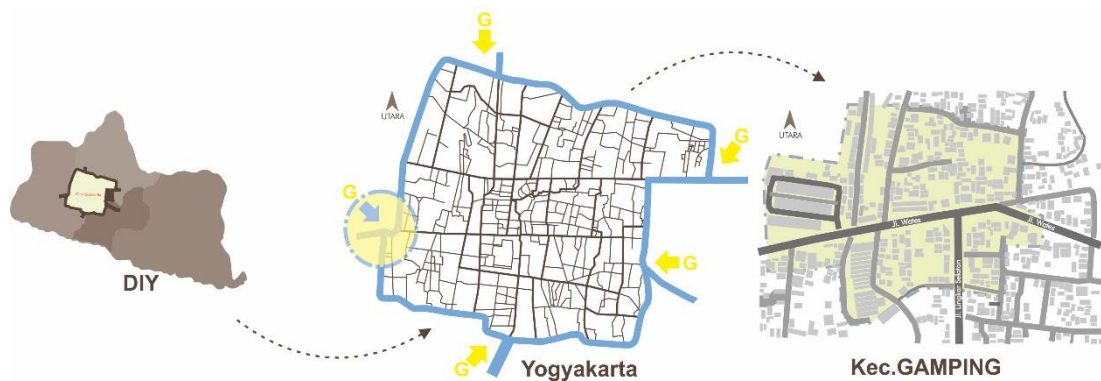 DIY
G
G
G
G
G
UTARA
Yogyakarta
UTARA
Jl. Wates
Jl. Wates
Jl. Lingkar Selatan
Kec.GAMPING